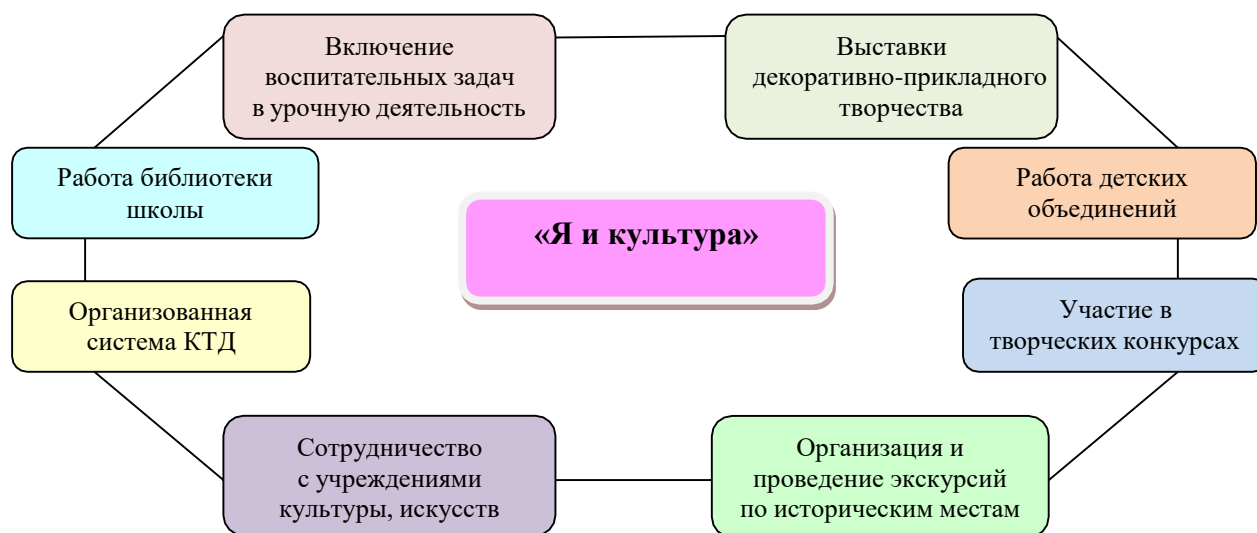 Включение
воспитательных задач
в урочную деятельность
Выставки
декоративно-прикладного
творчества
Работа библиотеки
школы
Работа детских
объединений
«Я и культура»
Организованная
система КТД
Участие в
творческих конкурсах
Сотрудничество
с учреждениями
культуры, искусств
Организация и
проведение экскурсий
по историческим местам